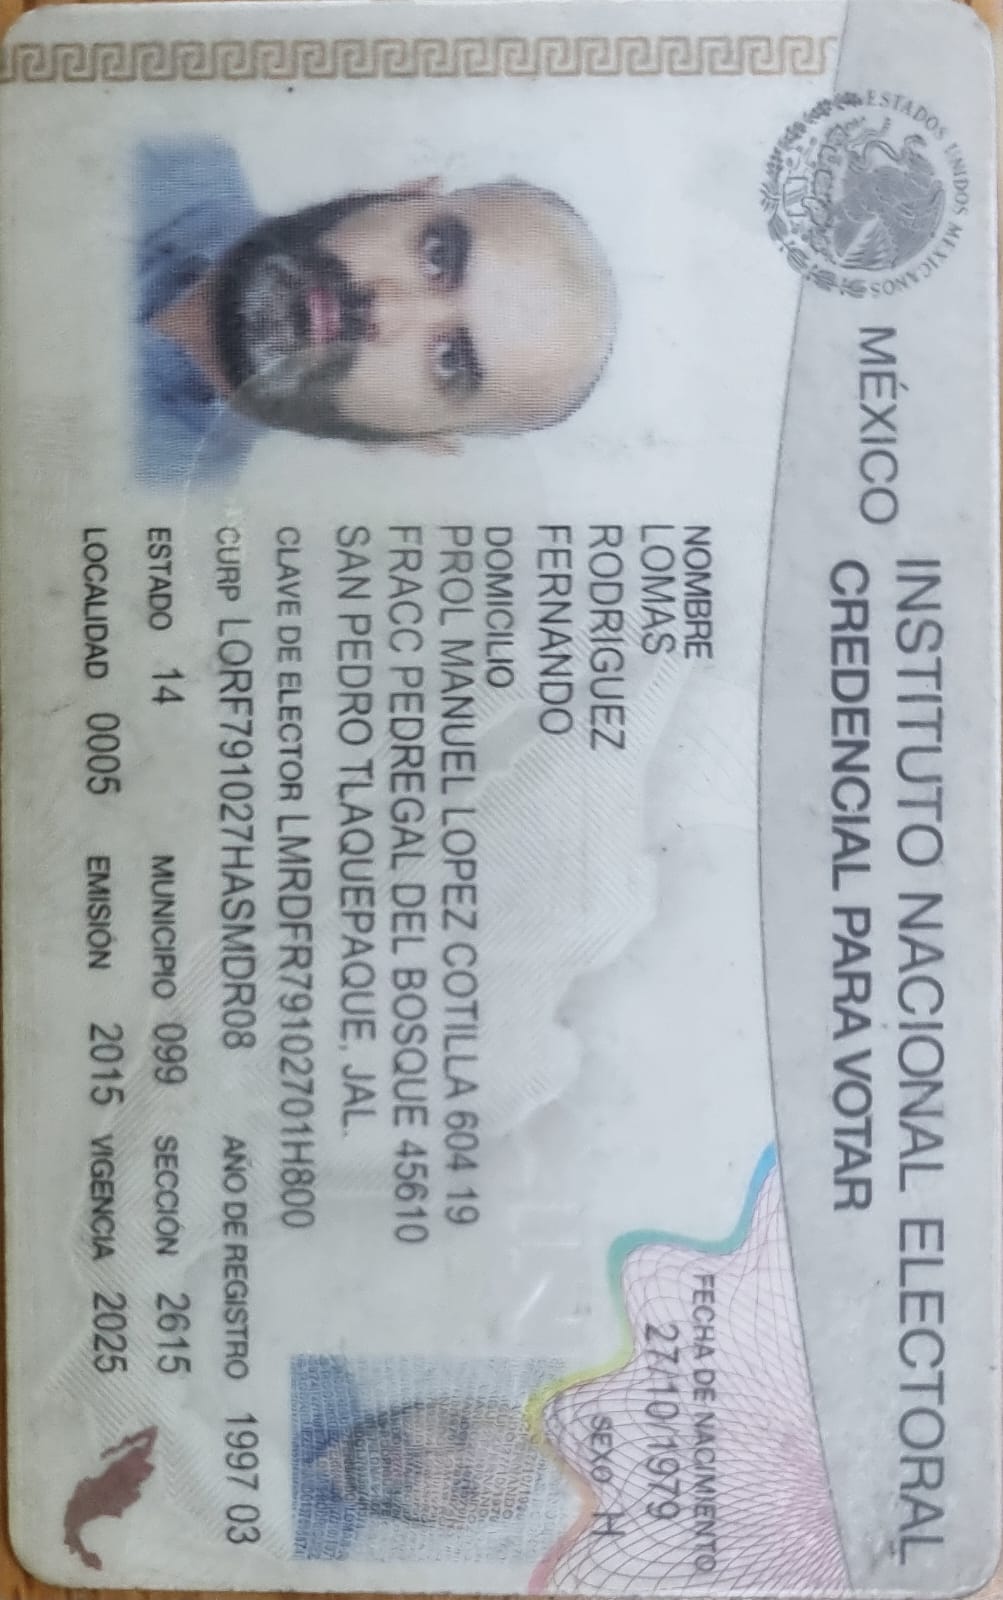 ESTADOS UNIDOS MEXICANOS
MÉXICO
INSTITUTO NACIONAL ELECTORAL
CREDENCIAL PARA VOTAR
NOMBRE
LOMAS
RODRIGUEZ
FERNANDO
FECHA DE NACIMIENTO
27/10/1979
SEXO H
DOMICILIO
PROL MANUEL LOPEZ COTILLA 604 19
FRACC PEDREGAL DEL BOSQUE 45610
SAN PEDRO TLAQUEPAQUE, JAL.
CLAVE DE ELECTOR LMRDFR79102701H800
CURP LORF791027HASMDR08 AÑO DE REGISTRO 1997 03
ESTADO 14 MUNICIPIO 099 SECCIÓN 2615
LOCALIDAD 0005 EMISIÓN 2015 VIGENCIA 2025